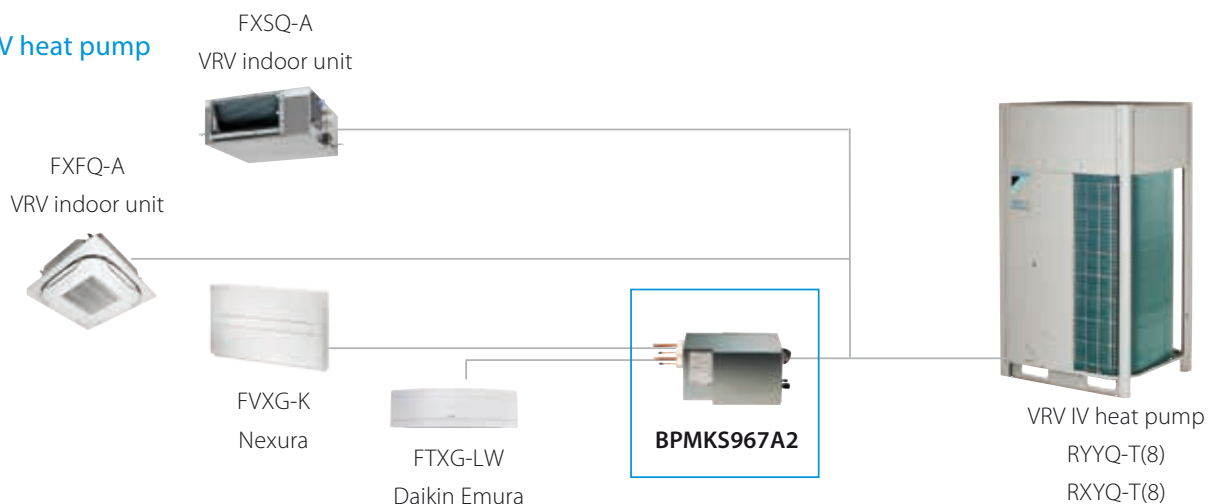 V heat pump
FXSQ-A
VRV indoor unit
FXFQ-A
VRV indoor unit
FVXG-K
Nexura
FTXG-LW
Daikin Emura
BPMKS967A2
VRV IV heat pump
RYYQ-T(8)
RXYQ-T(8)